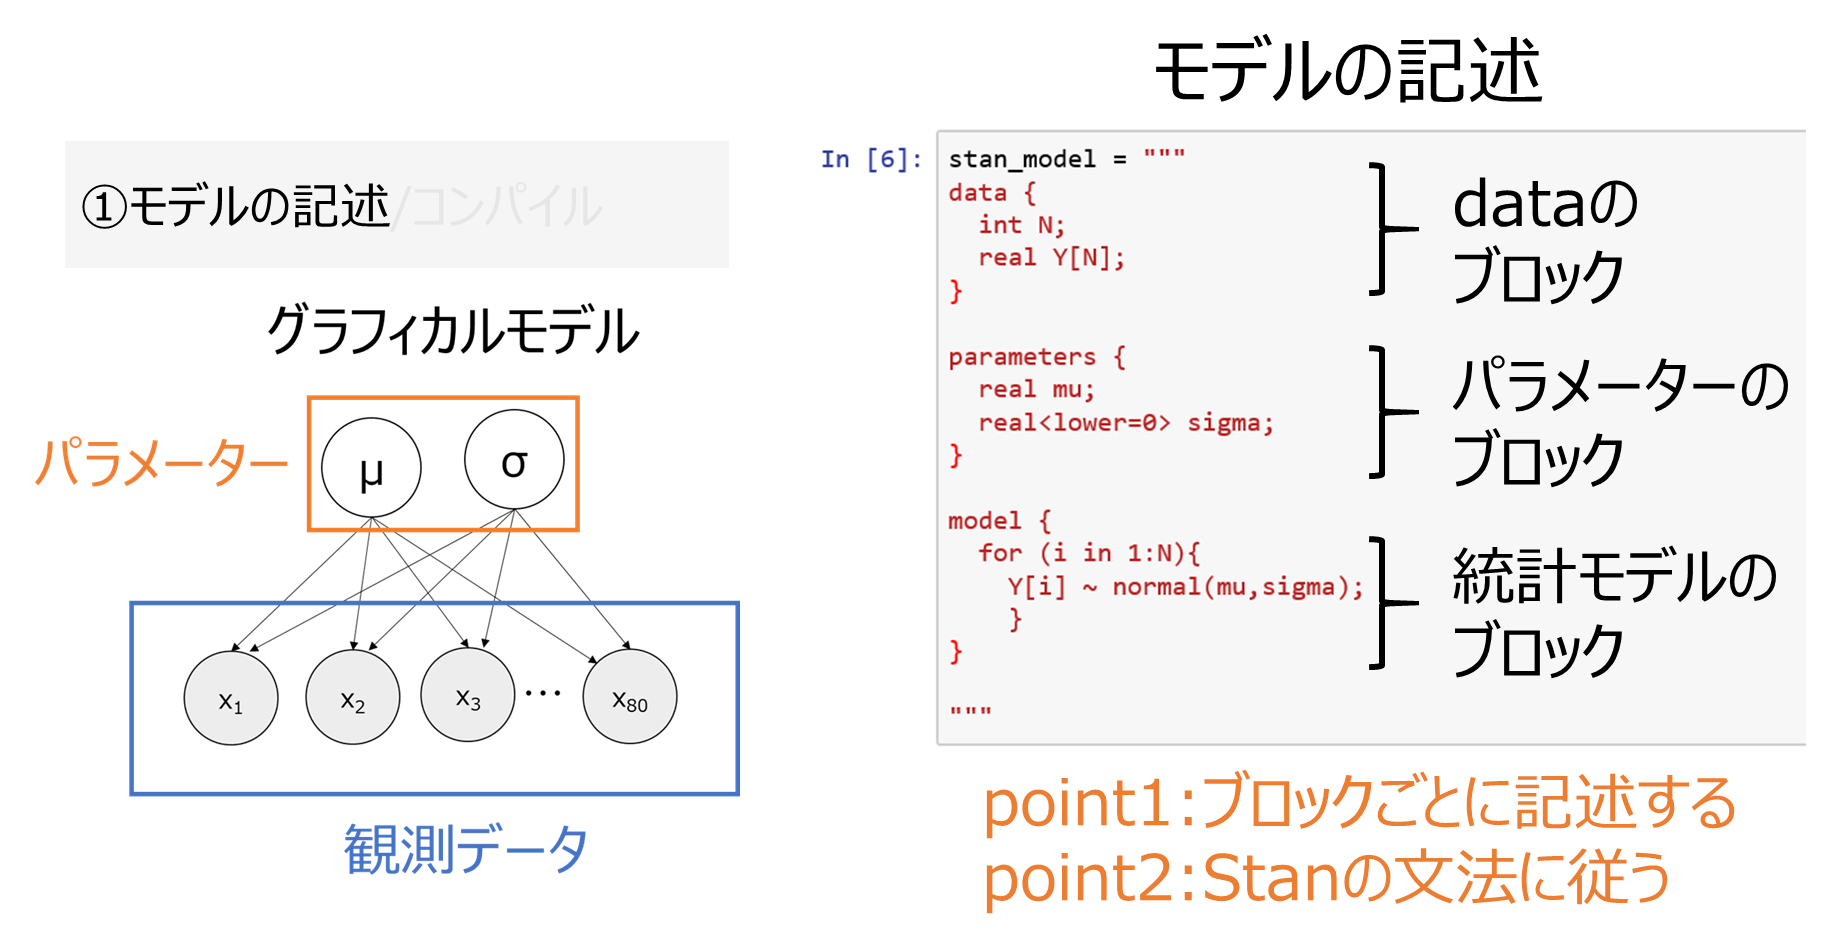 モデルの記述
①モデルの記述/コンパイル
グラフィカルモデル
パラメーター
μ σ
x1 x2 x3 … x80
観測データ
In [6]: stan_model = """
data {
int N;
real Y[N];
}
parameters {
real mu;
real<lower=0> sigma;
}
model {
for (i in 1:N){
Y[i] ~ normal(mu,sigma);
}
}
"""
dataの
ブロック
パラメーターの
ブロック
統計モデルの
ブロック
point1:ブロックごとに記述する
point2:Stanの文法に従う